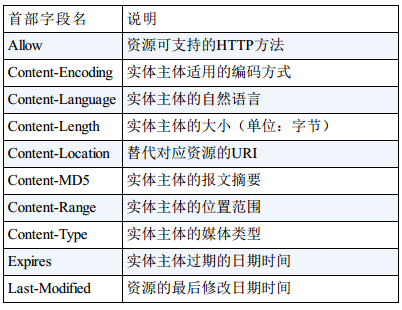 首部字段名 说明
Allow 资源可支持的HTTP方法
Content-Encoding 实体主体适用的编码方式
Content-Language 实体主体的自然语言
Content-Length 实体主体的大小（单位：字节）
Content-Location 替代对应资源的URI
Content-MD5 实体主体的报文摘要
Content-Range 实体主体的位置范围
Content-Type 实体主体的媒体类型
Expires 实体主体过期的日期时间
Last-Modified 资源的最后修改日期时间